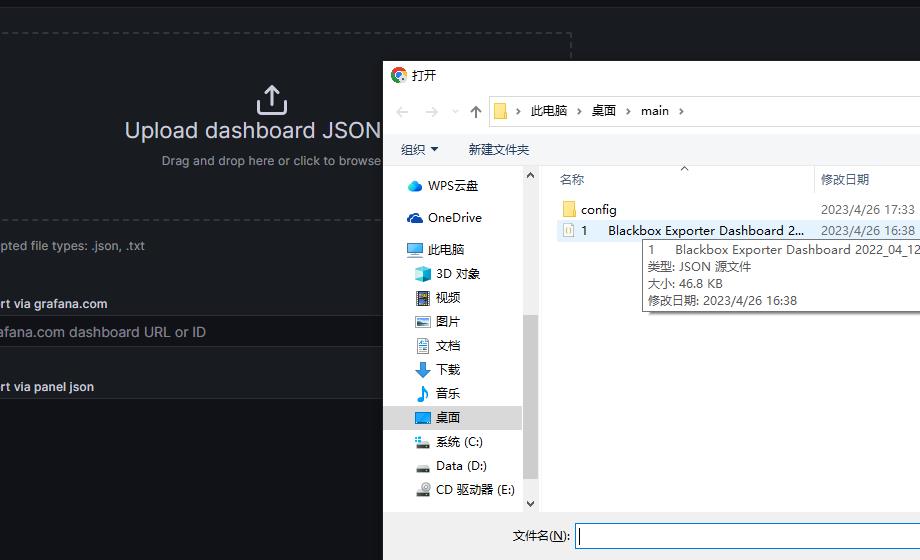 Upload dashboard JSON
Drag and drop here or click to browse
pted file types: .json, .txt
rt via grafana.com
afana.com dashboard URL or ID
rt via panel json
打开
此电脑 › 桌面 › main ›
组织 新建文件夹
WPS云盘
OneDrive
此电脑
3D 对象
视频
图片
文档
下载
音乐
桌面
系统 (C:)
Data (D:)
CD 驱动器 (E:)
名称 修改日期
config 2023/4/26 17:33
1 Blackbox Exporter Dashboard 2... 2023/4/26 16:38
1 Blackbox Exporter Dashboard 2022_04_12
类型: JSON 源文件
大小: 46.8 KB
修改日期: 2023/4/26 16:38
文件名(N):